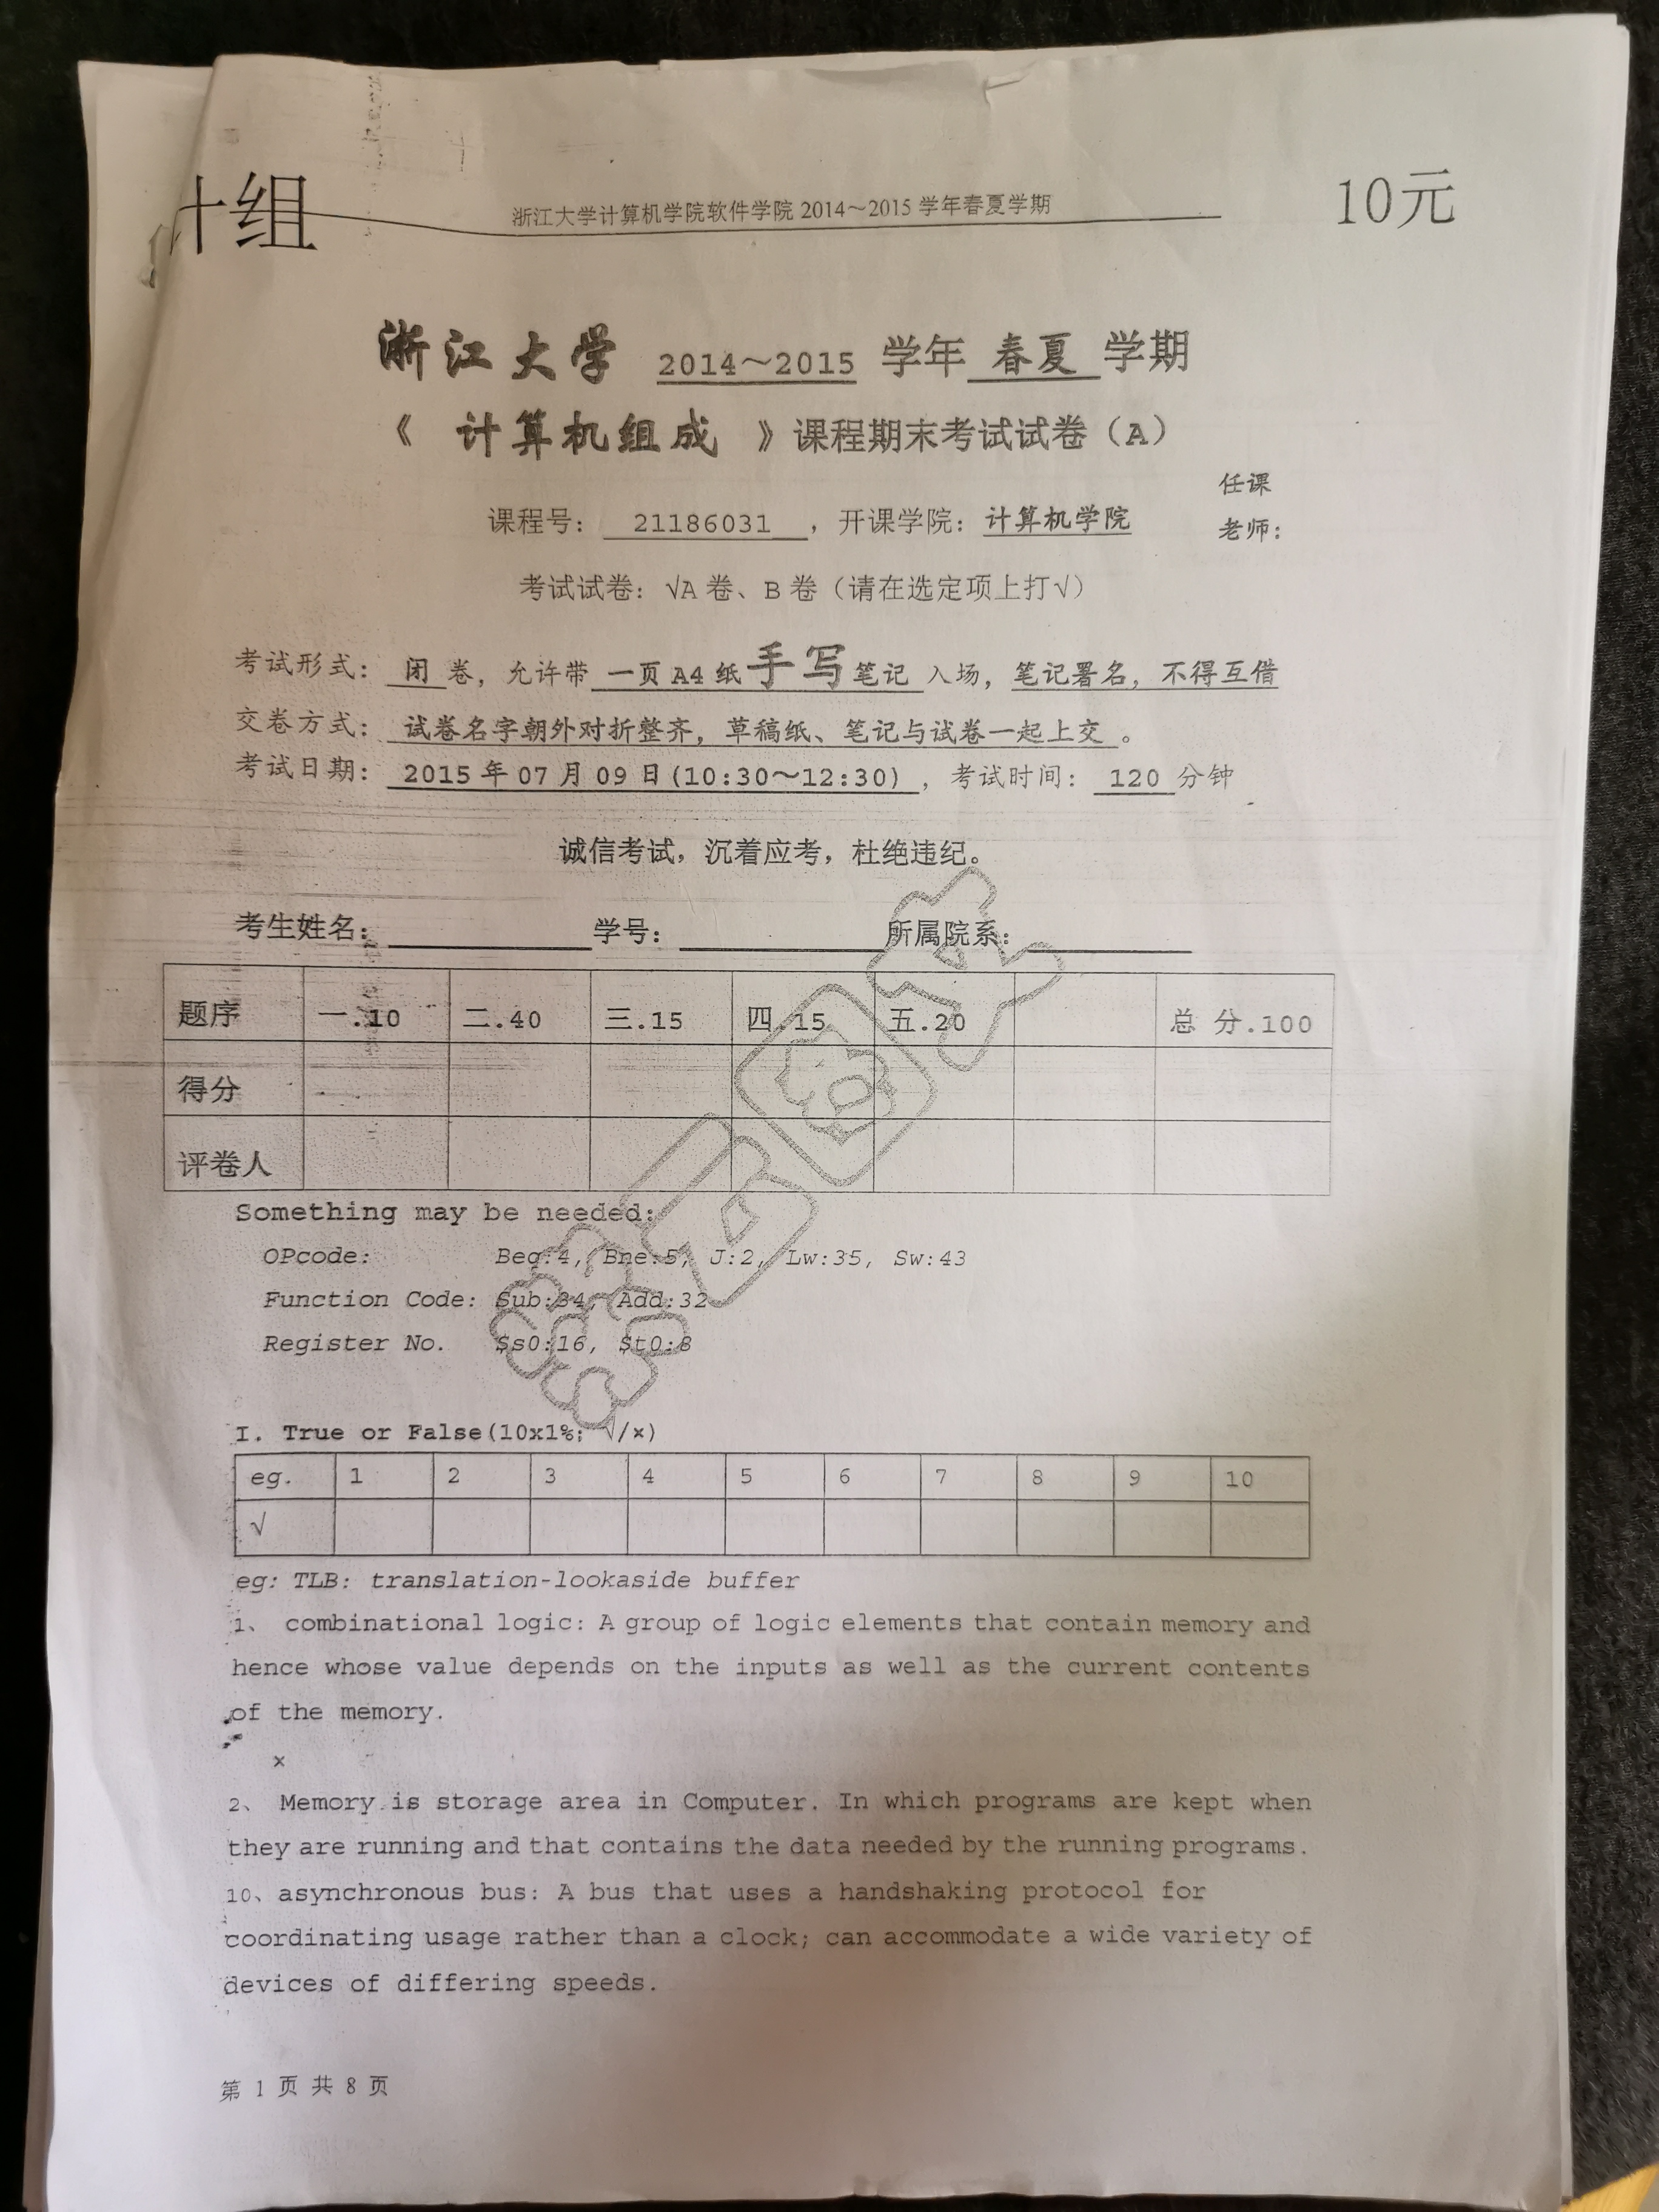 计组
浙江大学计算机学院软件学院 2014～2015 学年春夏学期
10元
浙江大学 2014～2015 学年 春夏 学期
《 计算机组成 》课程期末考试试卷（A）
课程号： 21186031 ，开课学院：计算机学院
任课
老师：
考试试卷：√A 卷、B 卷（请在选定项上打√）
考试形式： 闭 卷，允许带 一页 A4 纸手写笔记 入场，笔记署名，不得互借
交卷方式： 试卷名字朝外对折整齐，草稿纸、笔记与试卷一起上交 。
考试日期： 2015 年 07 月 09 日(10:30～12:30) ，考试时间： 120 分钟
诚信考试，沉着应考，杜绝违纪。
考生姓名： 学号： 所属院系：
题序 一.10 二.40 三.15 四.15 五.20 总 分.100
得分
评卷人
Something may be needed:
OPcode: Beq:4, Bne:5, J:2, Lw:35, Sw:43
Function Code: Sub:34, Add:32
Register No. $s0:16, $t0:8
I. True or False(10x1%; √/×)
eg. 1 2 3 4 5 6 7 8 9 10
√
eg: TLB: translation-lookaside buffer
1、 combinational logic: A group of logic elements that contain memory and
hence whose value depends on the inputs as well as the current contents
of the memory.
×
2、 Memory is storage area in Computer. In which programs are kept when
they are running and that contains the data needed by the running programs.
10、asynchronous bus: A bus that uses a handshaking protocol for
coordinating usage rather than a clock; can accommodate a wide variety of
devices of differing speeds.
第 1 页 共 8 页